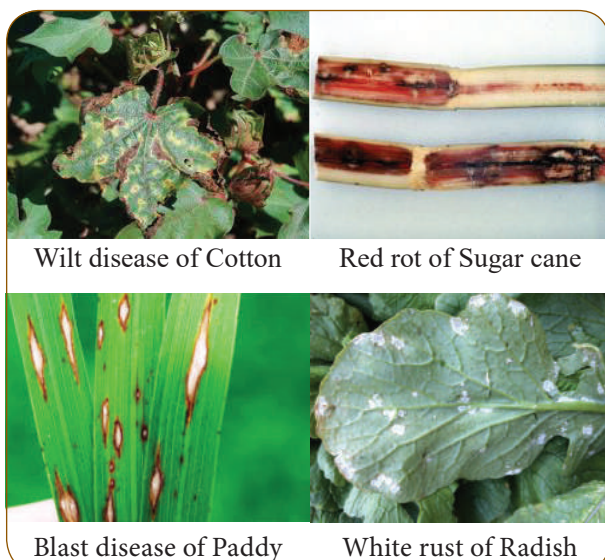 Wilt disease of Cotton
Red rot of Sugar cane
Blast disease of Paddy
White rust of Radish